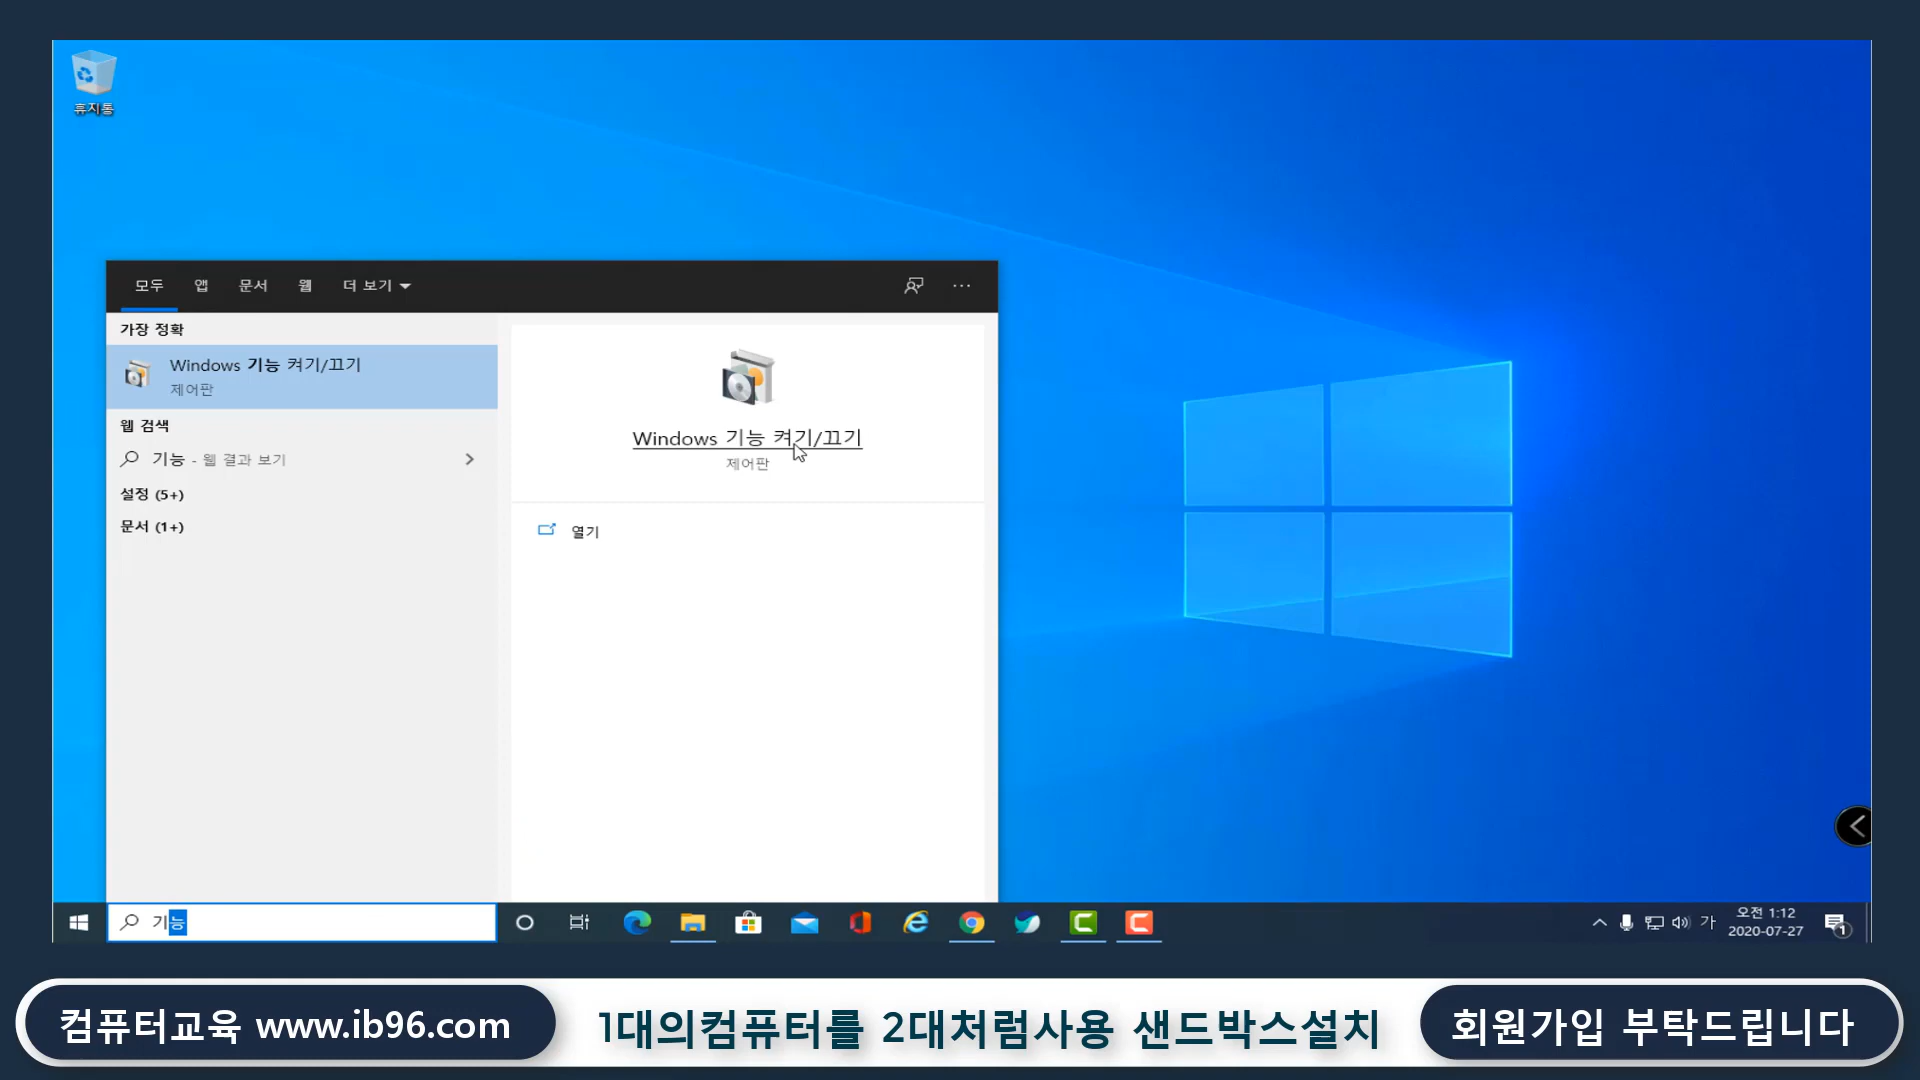 휴지통
모두 앱 문서 웹 더 보기
가장 정확
Windows 기능 켜기/끄기
제어판
웹 검색
기능 - 웹 결과 보기
설정 (5+)
문서 (1+)
Windows 기능 켜기/끄기
제어판
열기
기능
가
오전 1:12
2020-07-27
1
컴퓨터교육 www.ib96.com
1대의컴퓨터를 2대처럼사용 샌드박스설치
회원가입 부탁드립니다